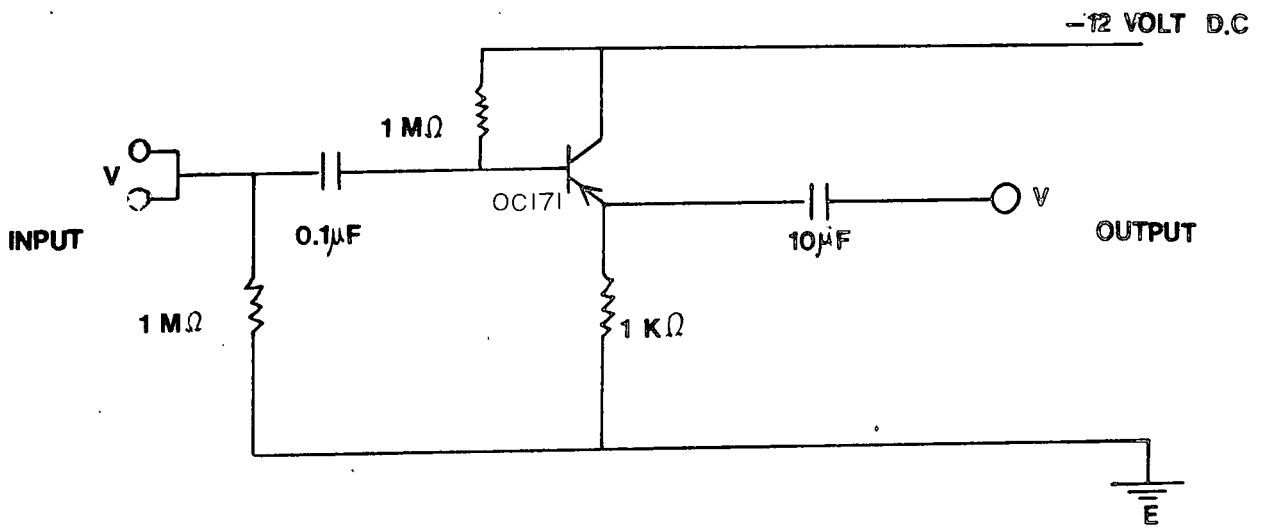 -12 VOLT D.C
1 MΩ
V
OC171
V
INPUT
0.1µF
10µF
OUTPUT
1 MΩ
1 KΩ
E